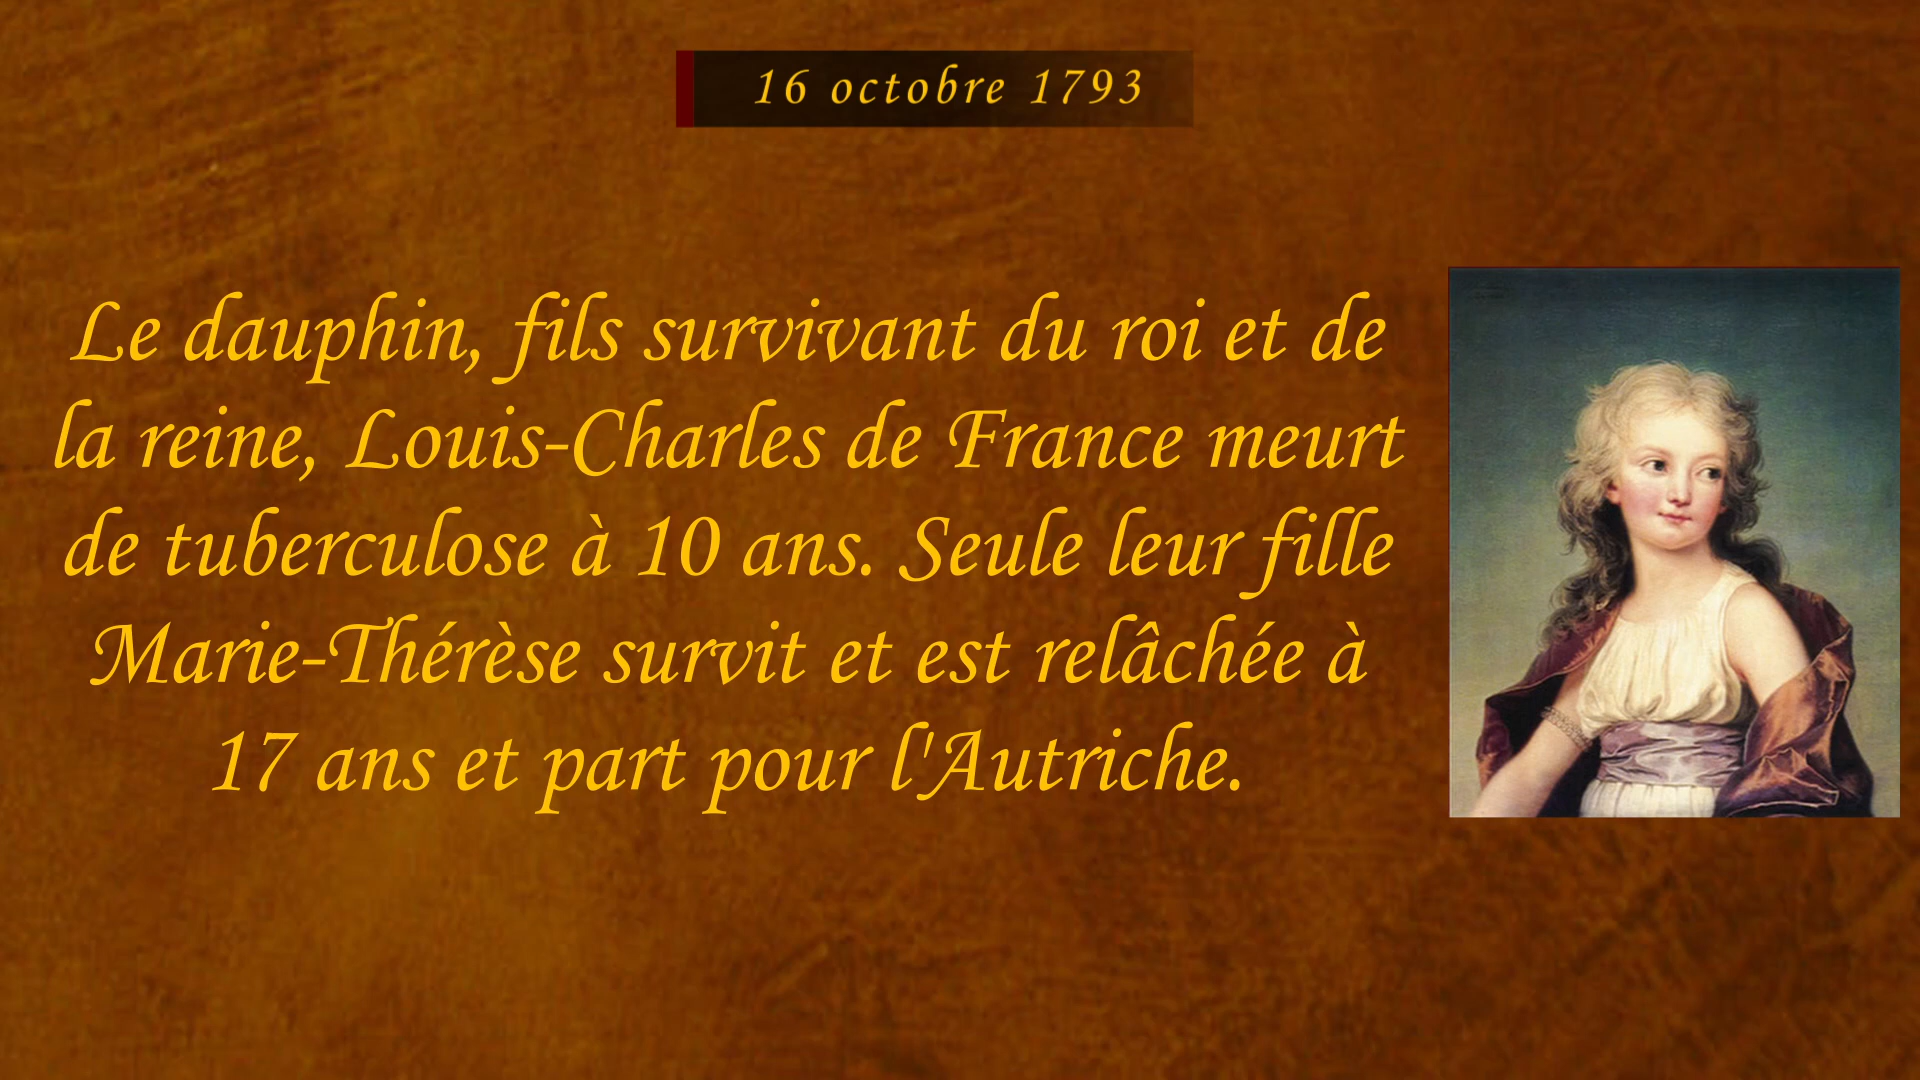 16 octobre 1793
Le dauphin, fils survivant du roi et de
la reine, Louis-Charles de France meurt
de tuberculose à 10 ans. Seule leur fille
Marie-Thérèse survit et est relâchée à
17 ans et part pour l'Autriche.